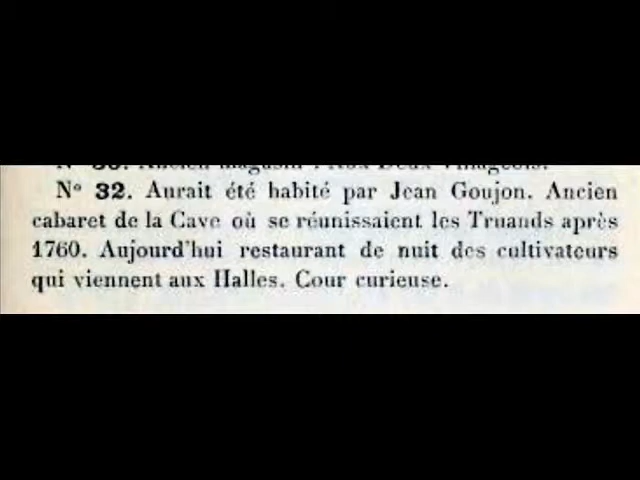 N° 32. Aurait été habité par Jean Goujon. Ancien
cabaret de la Cave où se réunissaient les Truands après
1760. Aujourd'hui restaurant de nuit des cultivateurs
qui viennent aux Halles. Cour curieuse.